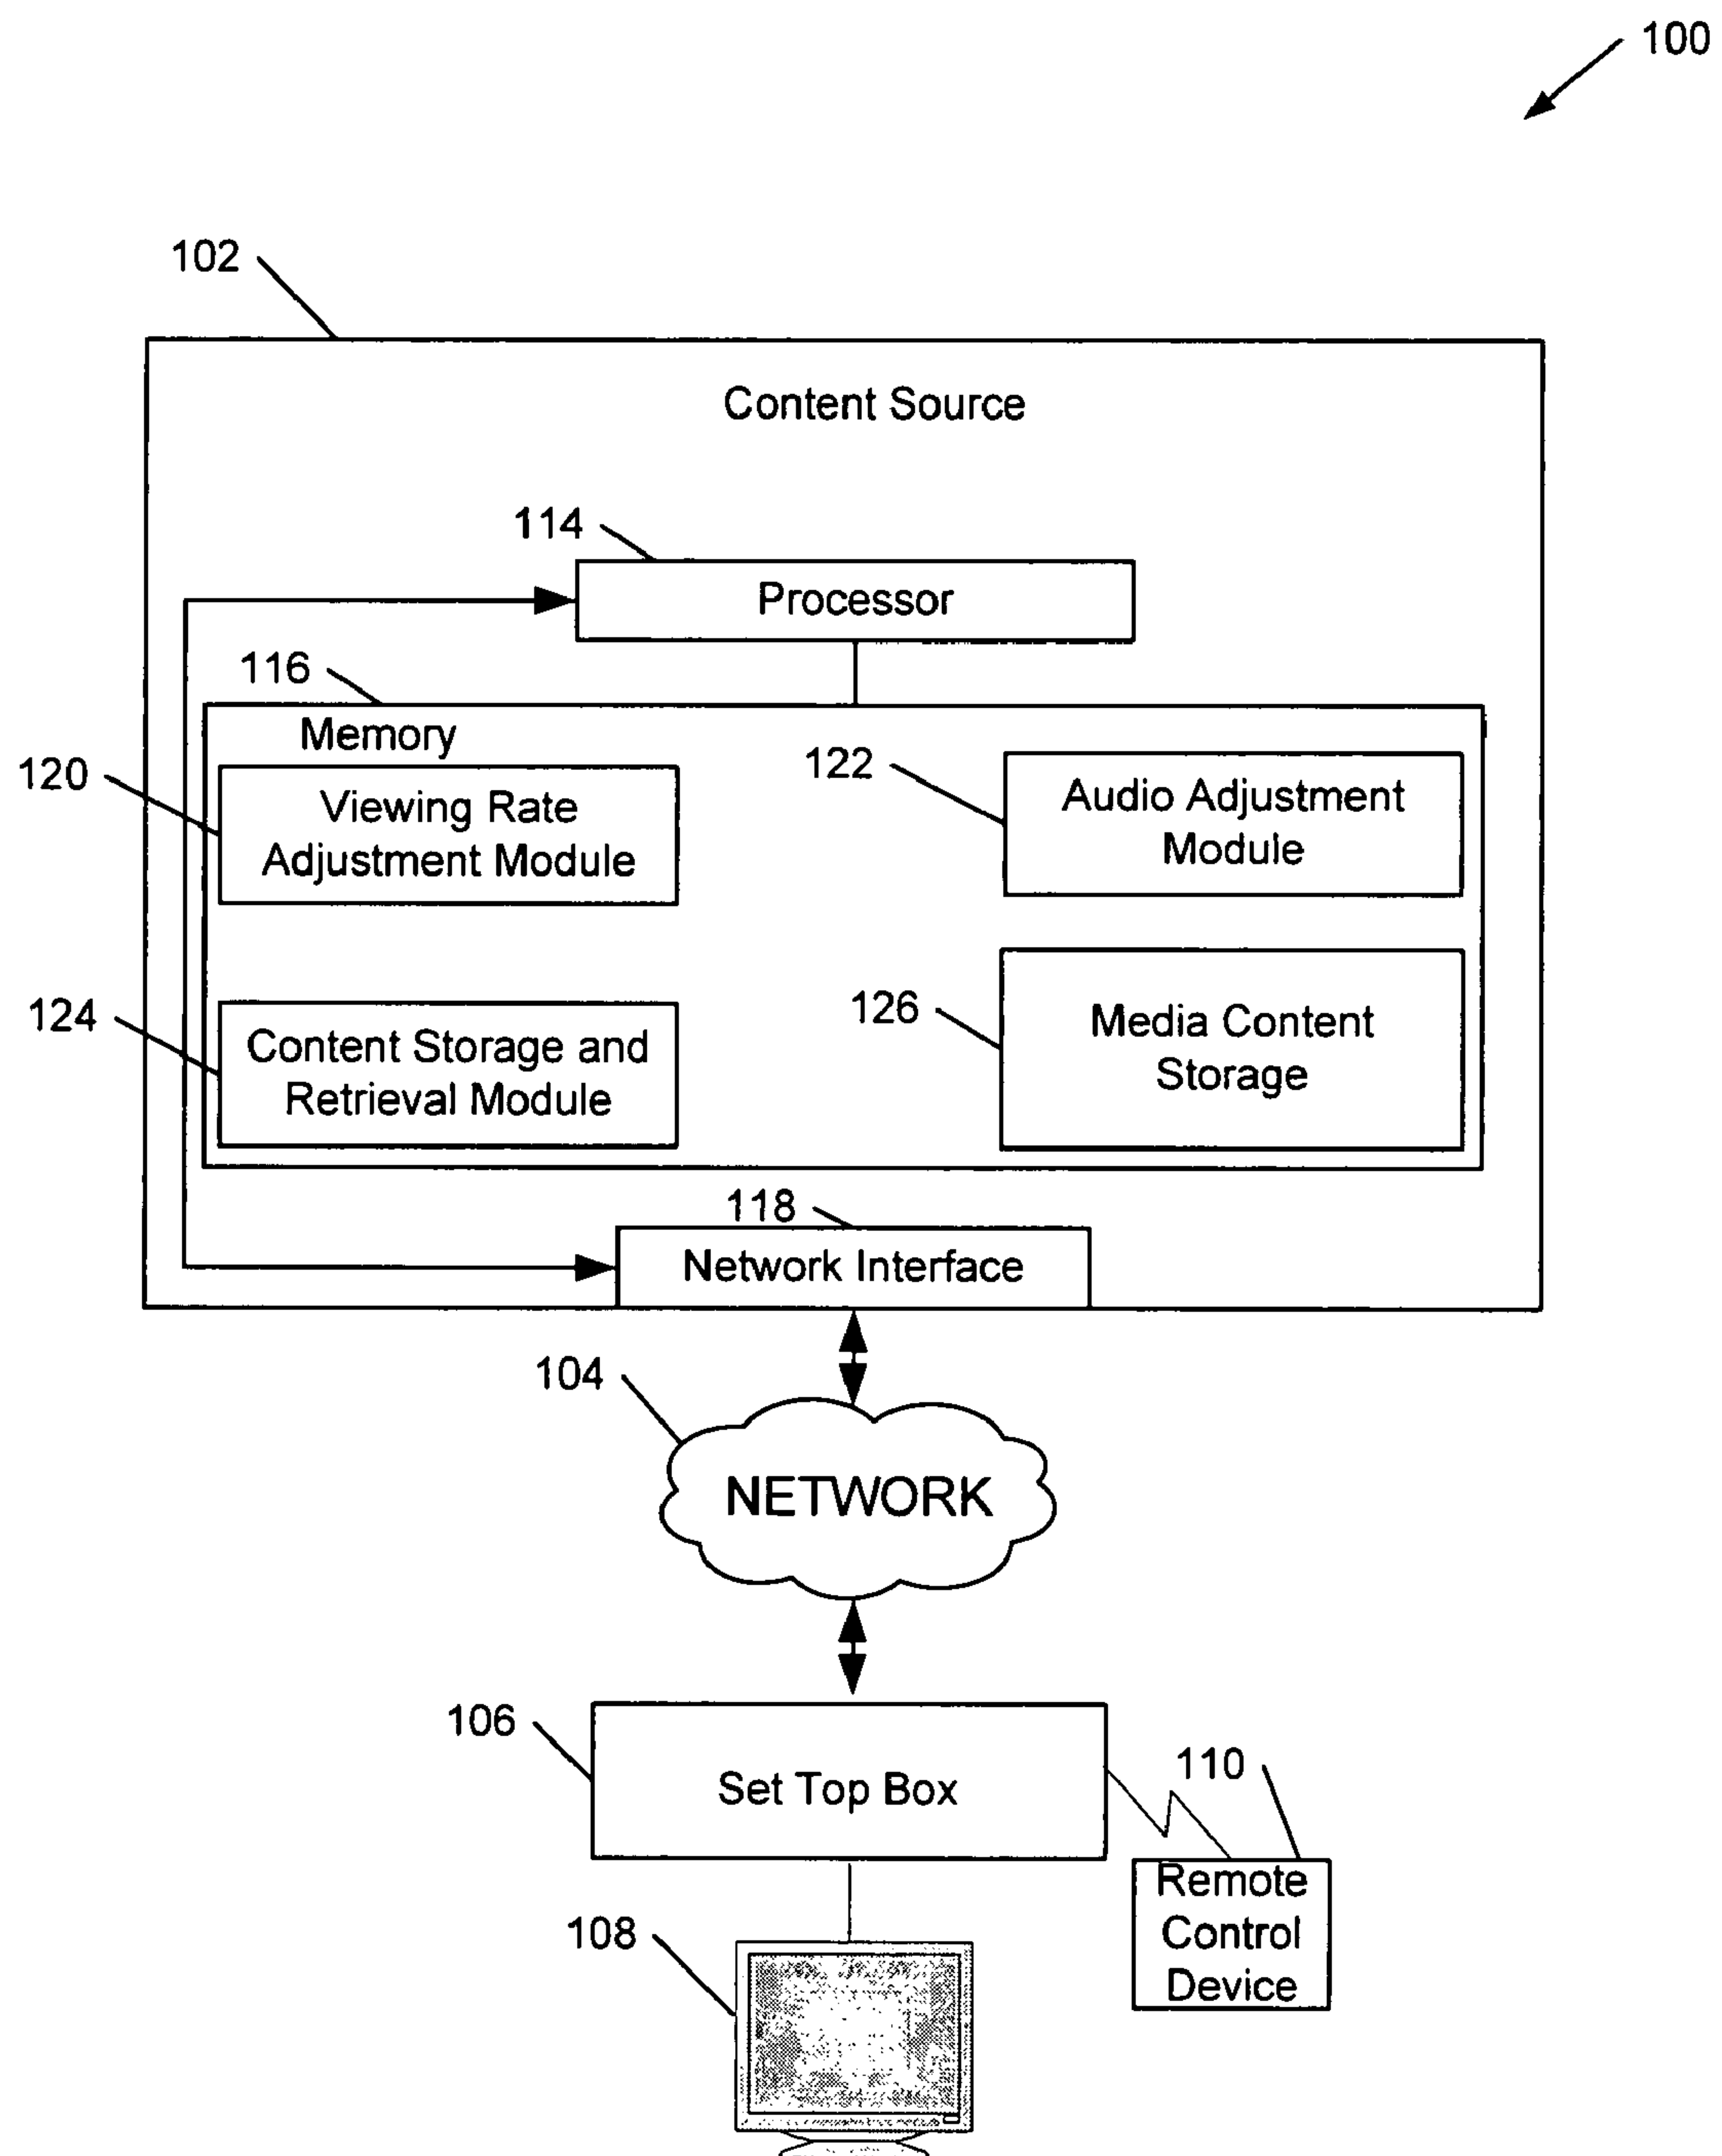 100
102
Content Source
114
Processor
116
Memory
120
Viewing Rate
Adjustment Module
122
Audio Adjustment
Module
124
Content Storage and
Retrieval Module
126
Media Content
Storage
118
Network Interface
104
NETWORK
106
Set Top Box
110
Remote
Control
Device
108